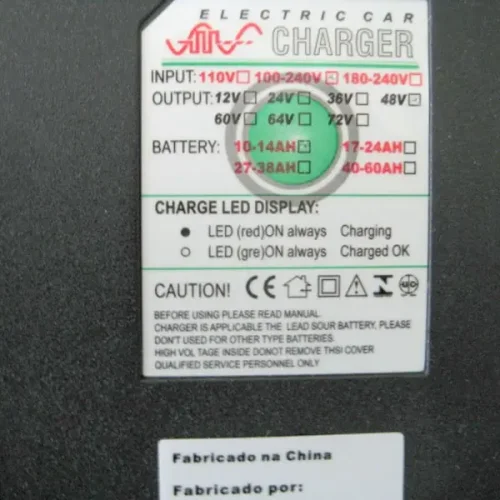 ELECTRIC CAR
CHARGER
INPUT: 110V☐ 100-240V☑ 180-240V☐
OUTPUT: 12V☐ 24V☐ 36V☐ 48V☑
60V☐ 64V☐ 72V☐
BATTERY: 10-14AH☑ 17-24AH☐
27-38AH☐ 40-60AH☐
CHARGE LED DISPLAY:
● LED (red)ON always Charging
○ LED (gre)ON always Charged OK
CAUTION! CE
BEFORE USING PLEASE READ MANUAL.
CHARGER IS APPLICABLE THE LEAD SOUR BATTERY, PLEASE
DON'T USED FOR OTHER TYPE BATTERIES.
HIGH VOL TAGE INSIDE DONOT REMOVE THSI COVER
QUALIFIED SERVICE PERSONNEL ONLY
Fabricado na China
Fabricado por: